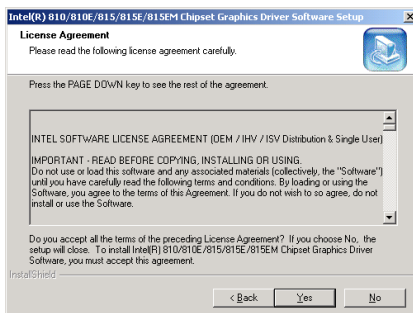 Intel(R) 810/810E/815/815E/815EM Chipset Graphics Driver Software Setup
License Agreement
Please read the following license agreement carefully.
Press the PAGE DOWN key to see the rest of the agreement.
INTEL SOFTWARE LICENSE AGREEMENT (OEM / IHV / ISV Distribution & Single User)
IMPORTANT - READ BEFORE COPYING, INSTALLING OR USING.
Do not use or load this software and any associated materials (collectively, the "Software")
until you have carefully read the following terms and conditions. By loading or using the
Software, you agree to the terms of this Agreement. If you do not wish to so agree, do not
install or use the Software.
Do you accept all the terms of the preceding License Agreement? If you choose No, the
setup will close. To install Intel(R) 810/810E/815/815E/815EM Chipset Graphics Driver
Software, you must accept this agreement.
InstallShield
< Back
Yes
No